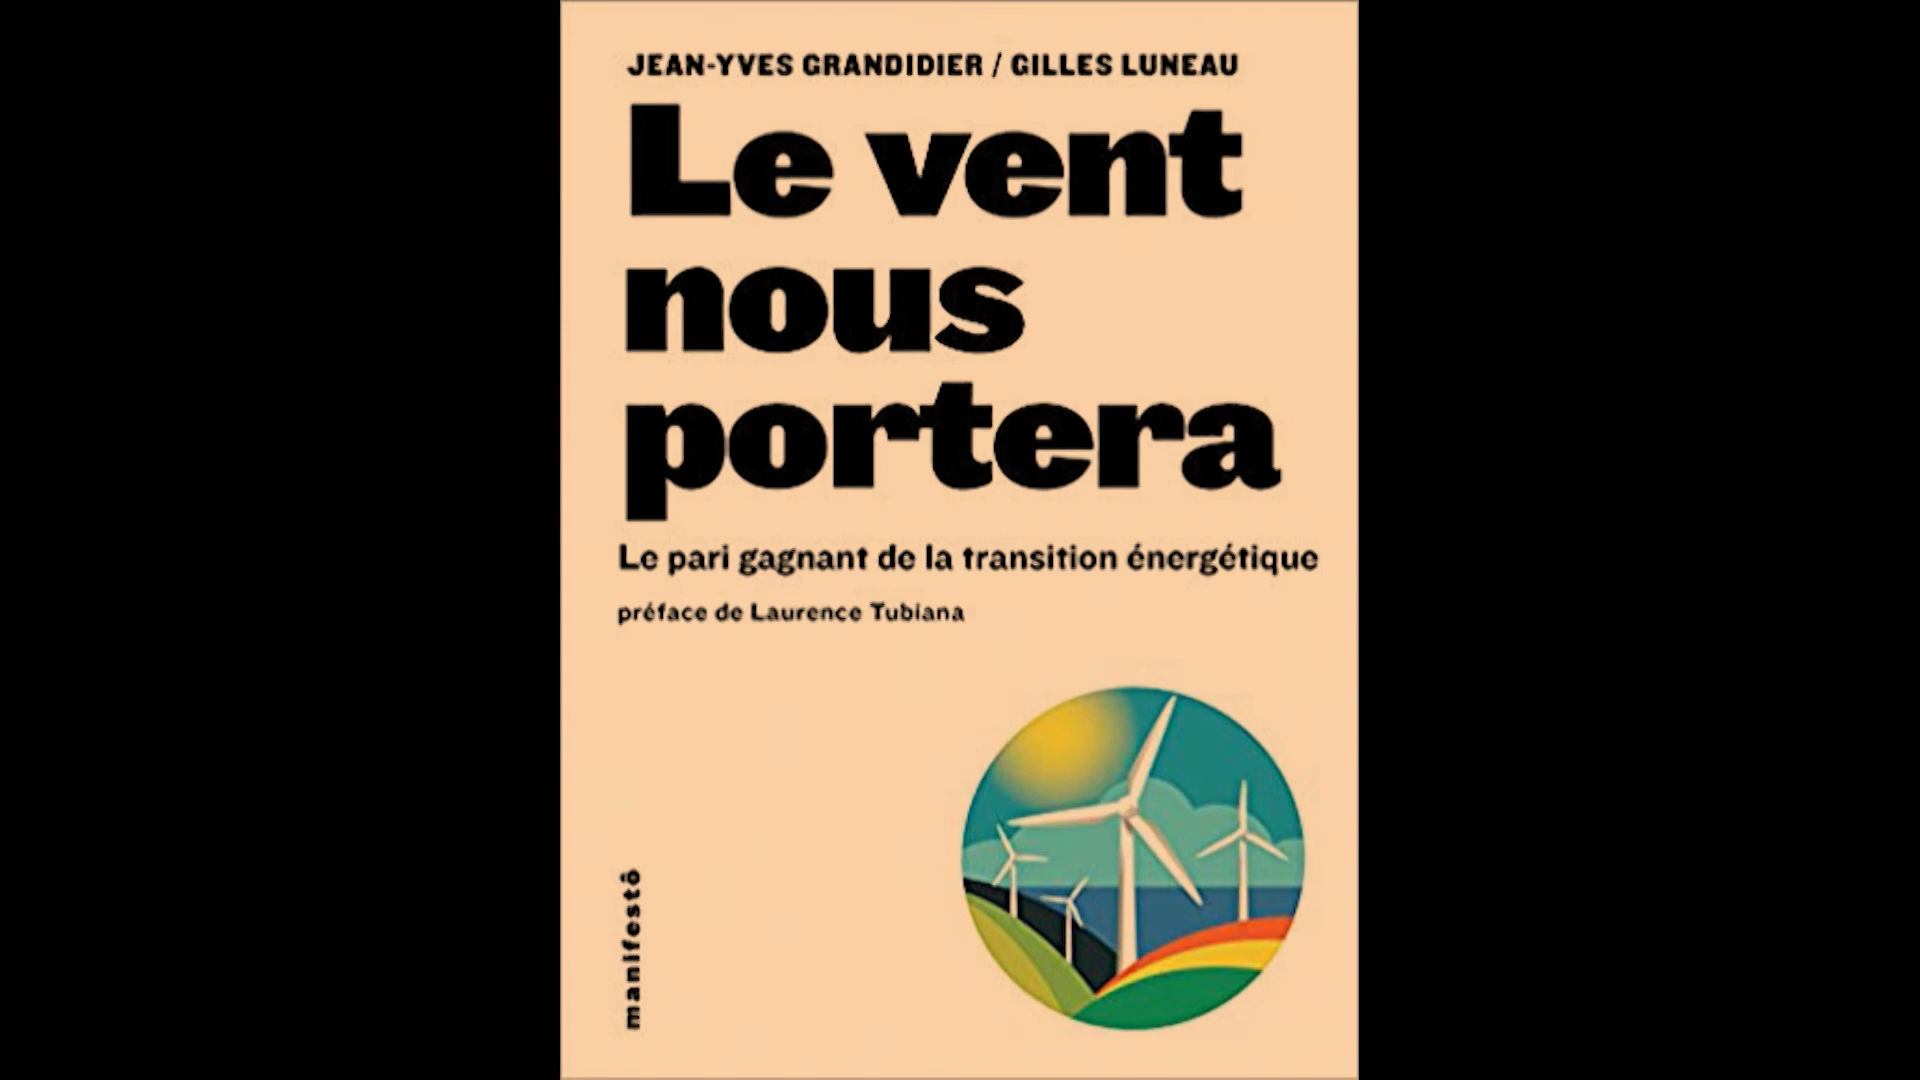 JEAN-YVES GRANDIDIER / GILLES LUNEAU
Le vent
nous
portera
Le pari gagnant de la transition énergétique
préface de Laurence Tubiana
manifestô